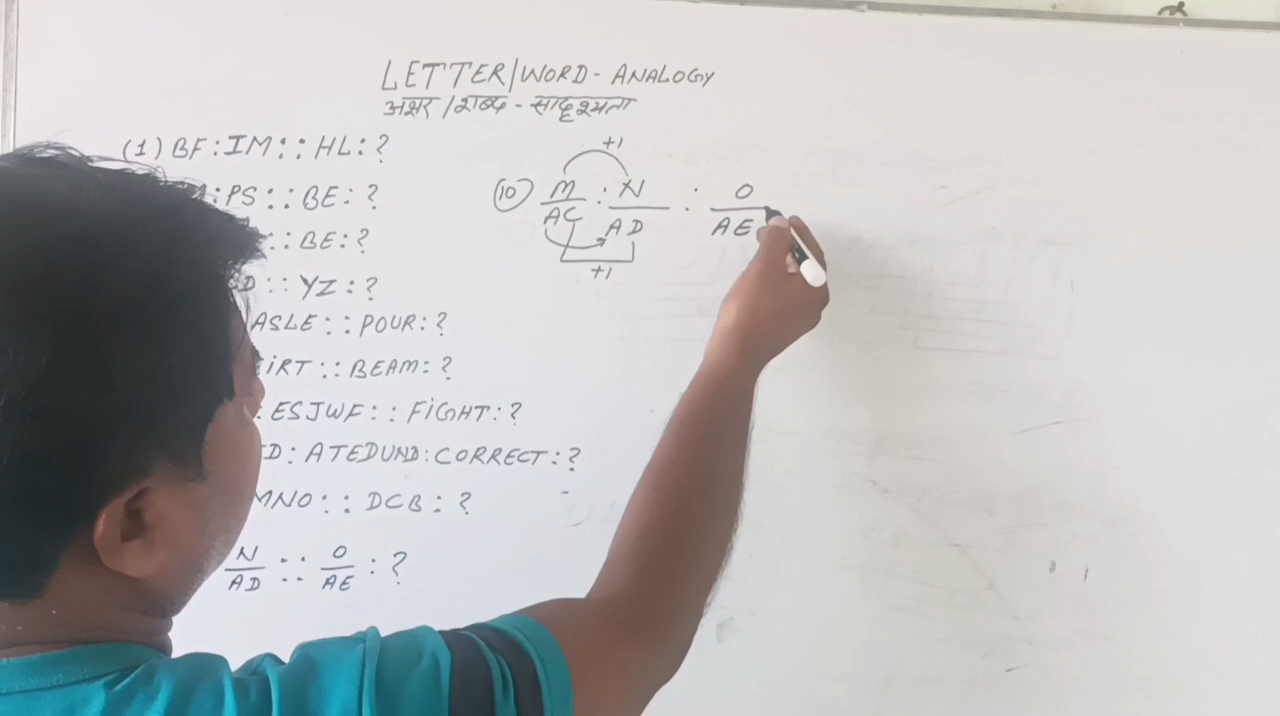 LETTER/WORD-ANALOGY
अक्षर/शब्द-सादृश्यता
(1) BF:IM::HL:?
:PS::BE:?
::BE:?
D::YZ:?
ASLE::POUR:?
iRT::BEAM:?
:ESJWF::FiGHT:?
D:ATEDUND:CORRECT:?
MNO::DCB:?
N :: O :?
AD AE
+1
(10) M : N : O
AC AD AE
+1